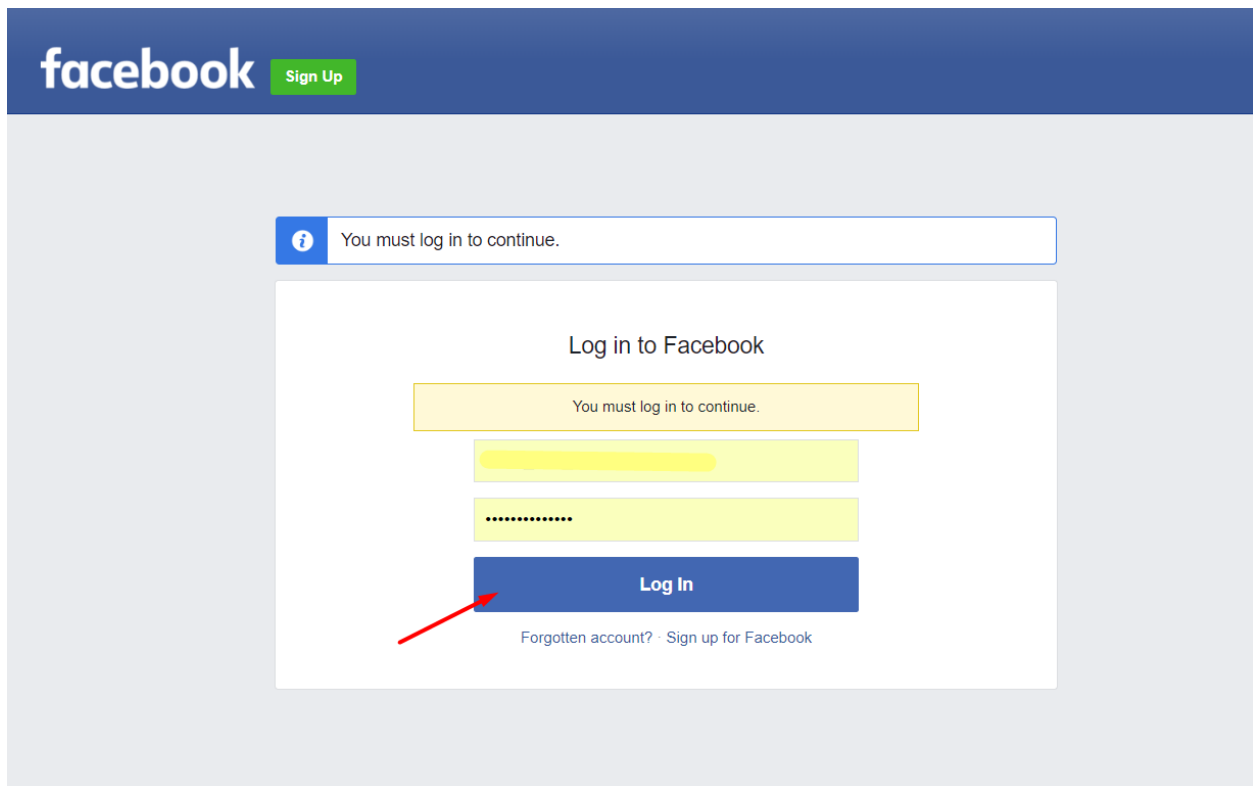 facebook Sign Up
You must log in to continue.
Log in to Facebook
You must log in to continue.
••••••••••••••
Log In
Forgotten account? · Sign up for Facebook